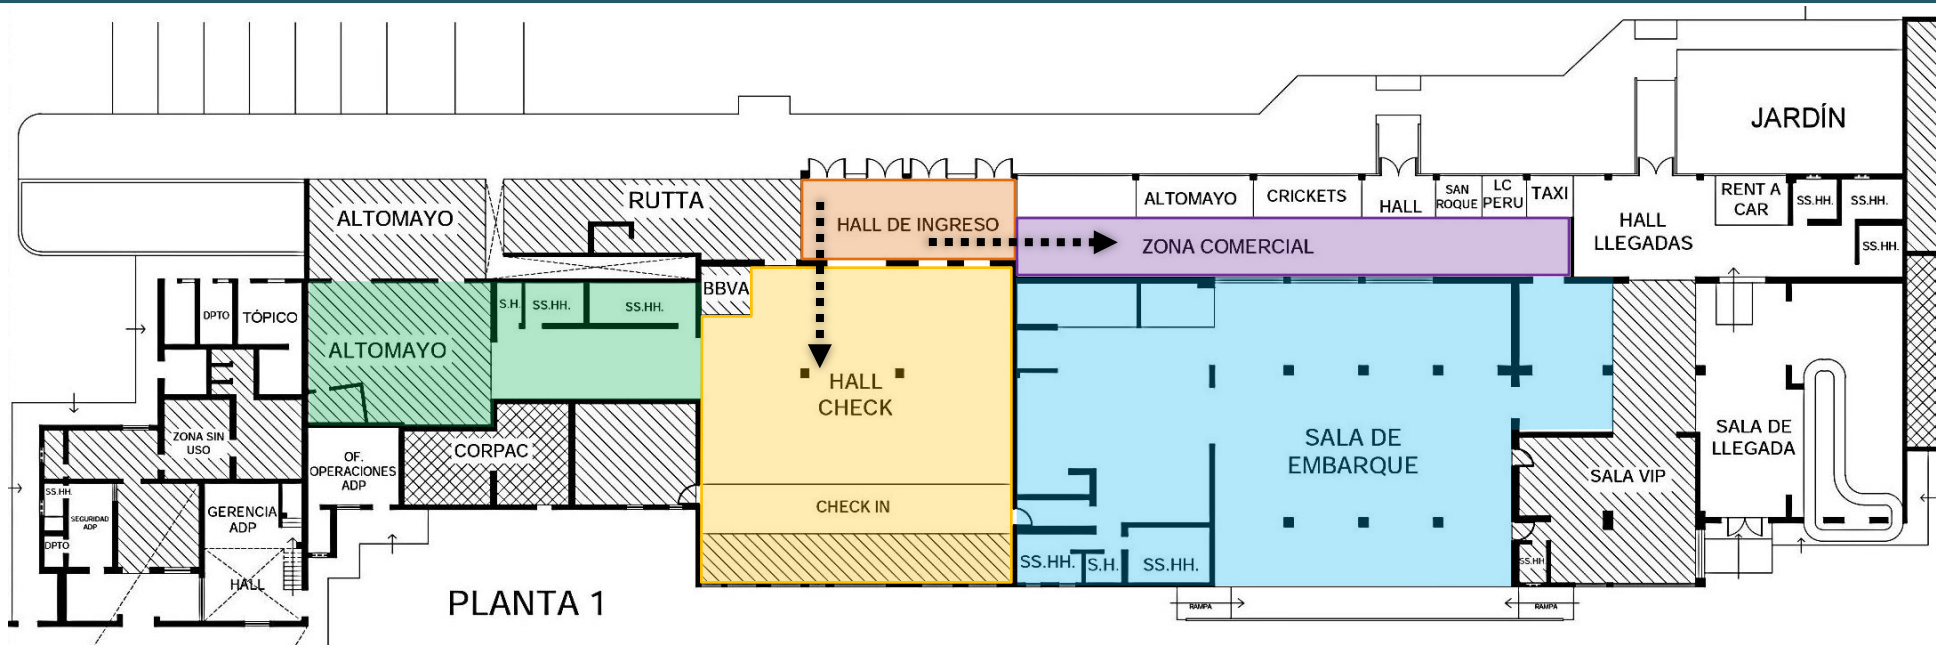 JARDÍN
ALTOMAYO
RUTTA
HALL DE INGRESO
ALTOMAYO
CRICKETS
HALL
SAN
ROQUE
LC
PERU
TAXI
HALL
LLEGADAS
RENT A
CAR
SS.HH.
SS.HH.
SS.HH.
ZONA COMERCIAL
BBVA
DPTO
TÓPICO
ALTOMAYO
S.H.
SS.HH.
SS.HH.
HALL
CHECK
CHECK IN
SALA DE
EMBARQUE
SALA DE
LLEGADA
SALA VIP
ZONA SIN
USO
OF.
OPERACIONES
ADP
CORPAC
SS.HH.
SEGURIDAD
ADP
DPTO
GERENCIA
ADP
HALL
SS.HH.
S.H.
SS.HH.
SS.HH.
PLANTA 1
RAMPA
RAMPA